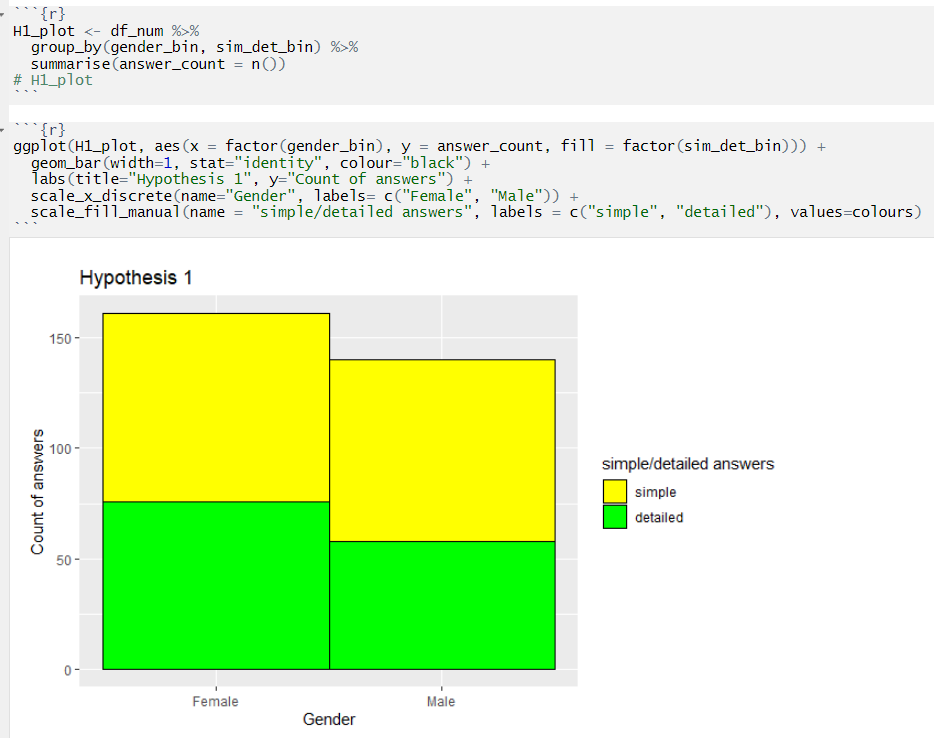 ```{r}
H1_plot <- df_num %>%
  group_by(gender_bin, sim_det_bin) %>%
  summarise(answer_count = n())
# H1_plot
```
```{r}
ggplot(H1_plot, aes(x = factor(gender_bin), y = answer_count, fill = factor(sim_det_bin))) +
  geom_bar(width=1, stat="identity", colour="black") +
  labs(title="Hypothesis 1", y="Count of answers") +
  scale_x_discrete(name="Gender", labels= c("Female", "Male")) +
  scale_fill_manual(name = "simple/detailed answers", labels = c("simple", "detailed"), values=colours)
```
Hypothesis 1
150
100
50
0
Count of answers
Female
Male
Gender
simple/detailed answers
simple
detailed